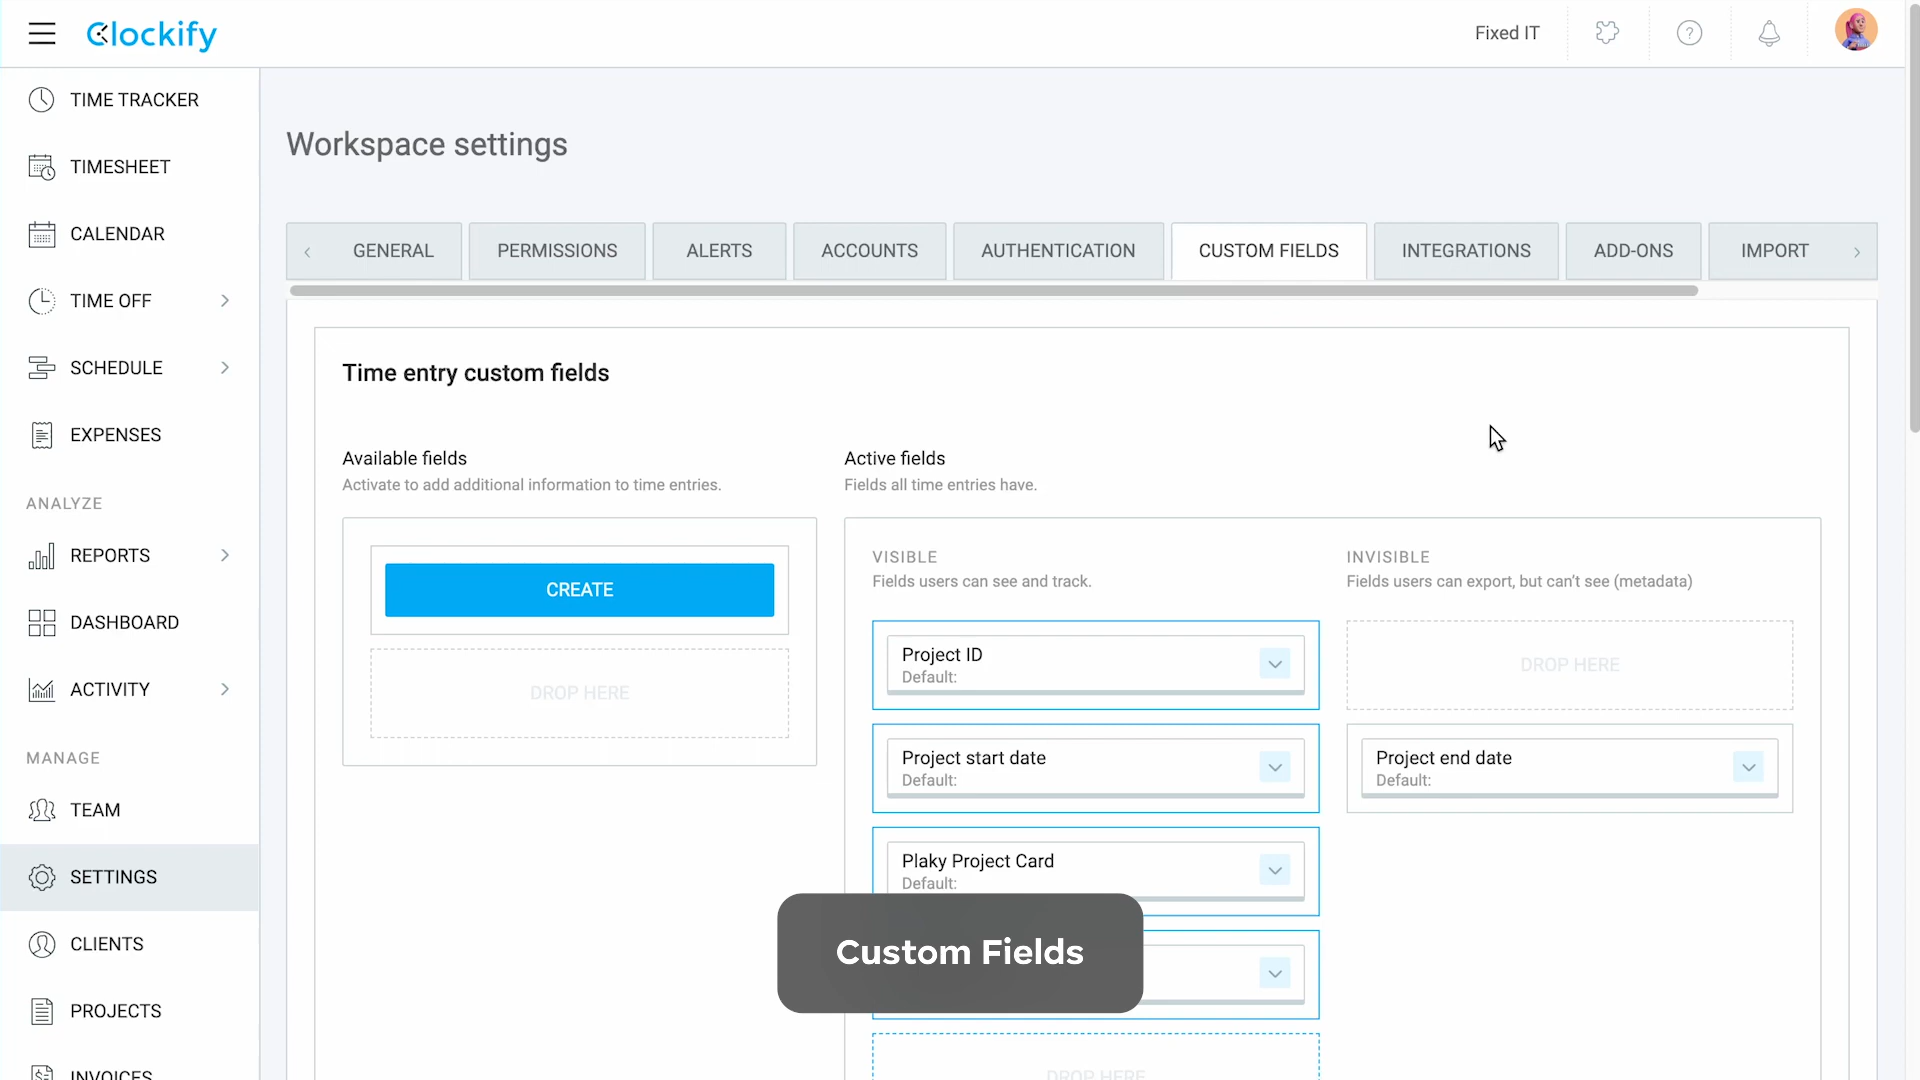 Clockify
Fixed IT
?
TIME TRACKER
TIMESHEET
CALENDAR
TIME OFF
SCHEDULE
EXPENSES
ANALYZE
REPORTS
DASHBOARD
ACTIVITY
MANAGE
TEAM
SETTINGS
CLIENTS
PROJECTS
INVOICES
Workspace settings
GENERAL
PERMISSIONS
ALERTS
ACCOUNTS
AUTHENTICATION
CUSTOM FIELDS
INTEGRATIONS
ADD-ONS
IMPORT
Time entry custom fields
Available fields
Activate to add additional information to time entries.
CREATE
DROP HERE
Active fields
Fields all time entries have.
VISIBLE
Fields users can see and track.
Project ID
Default:
Project start date
Default:
Plaky Project Card
Default:
DROP HERE
INVISIBLE
Fields users can export, but can't see (metadata)
DROP HERE
Project end date
Default:
Custom Fields